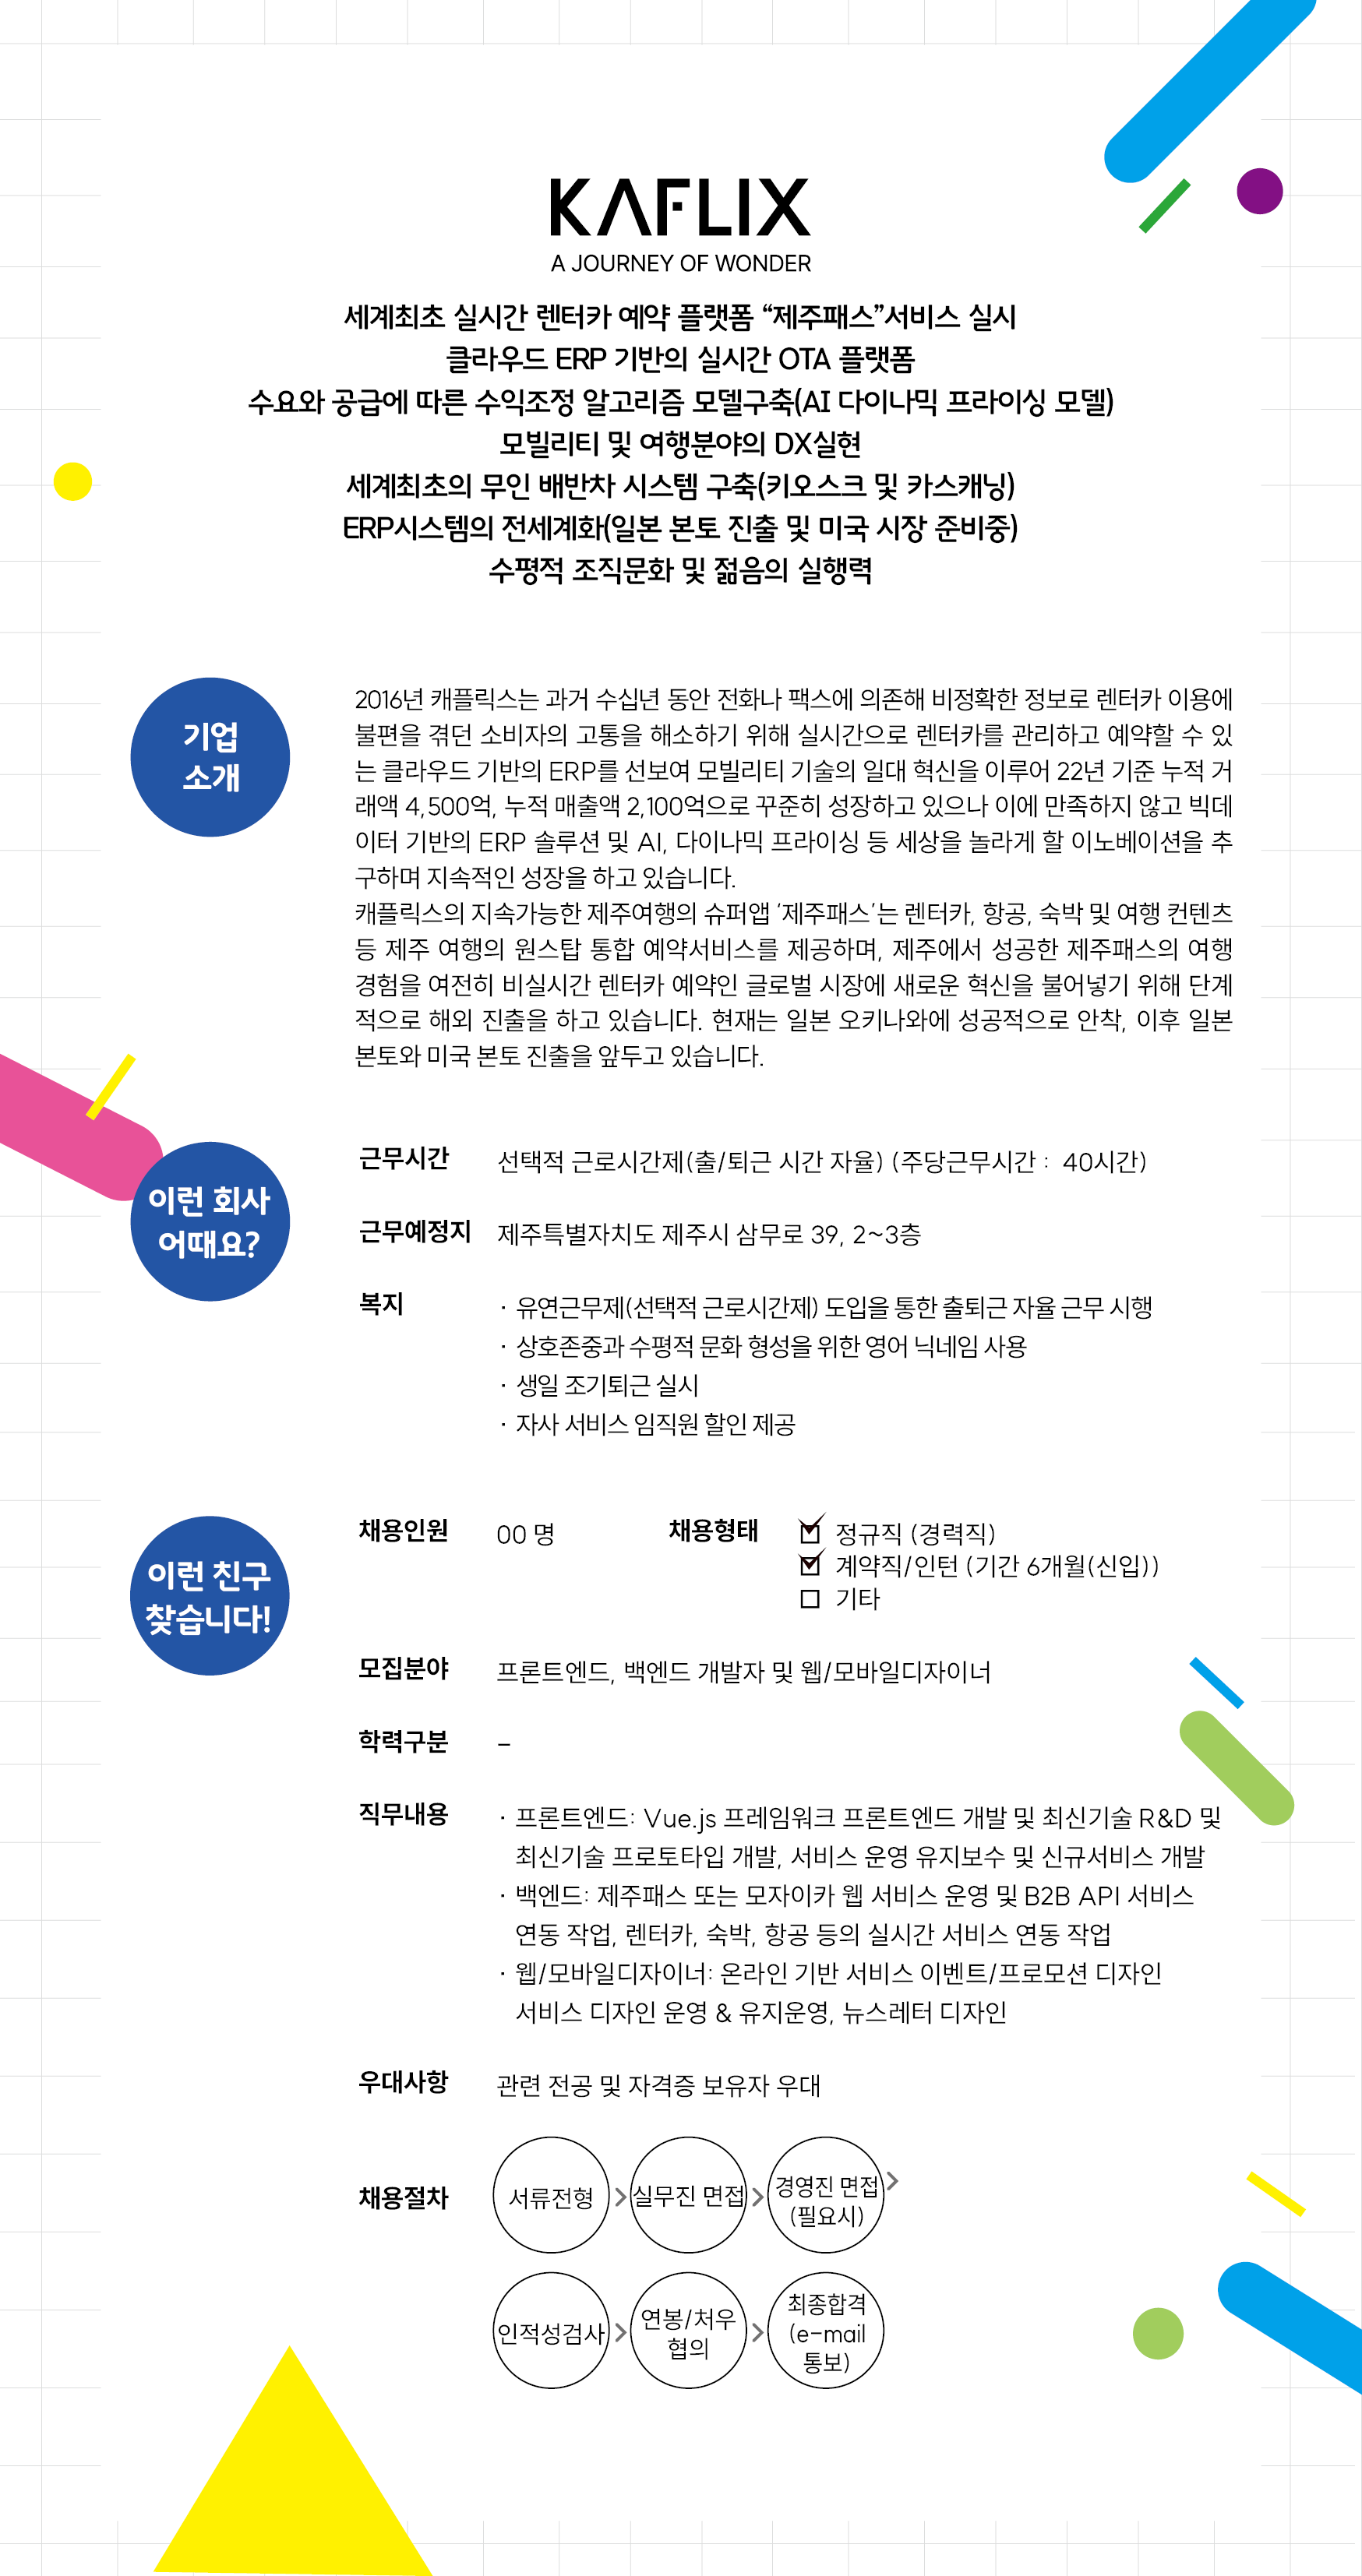 KAFLIX
A JOURNEY OF WONDER
세계최초 실시간 렌터카 예약 플랫폼 “제주패스”서비스 실시
클라우드 ERP 기반의 실시간 OTA 플랫폼
수요와 공급에 따른 수익조정 알고리즘 모델구축(AI 다이나믹 프라이싱 모델)
모빌리티 및 여행분야의 DX실현
세계최초의 무인 배반차 시스템 구축(키오스크 및 카스캐닝)
ERP시스템의 전세계화(일본 본토 진출 및 미국 시장 준비중)
수평적 조직문화 및 젊음의 실행력
기업
소개
2016년 캐플릭스는 과거 수십년 동안 전화나 팩스에 의존해 비정확한 정보로 렌터카 이용에
불편을 겪던 소비자의 고통을 해소하기 위해 실시간으로 렌터카를 관리하고 예약할 수 있
는 클라우드 기반의 ERP를 선보여 모빌리티 기술의 일대 혁신을 이루어 22년 기준 누적 거
래액 4,500억, 누적 매출액 2,100억으로 꾸준히 성장하고 있으나 이에 만족하지 않고 빅데
이터 기반의 ERP 솔루션 및 AI, 다이나믹 프라이싱 등 세상을 놀라게 할 이노베이션을 추
구하며 지속적인 성장을 하고 있습니다.
캐플릭스의 지속가능한 제주여행의 슈퍼앱 ‘제주패스’는 렌터카, 항공, 숙박 및 여행 컨텐츠
등 제주 여행의 원스탑 통합 예약서비스를 제공하며, 제주에서 성공한 제주패스의 여행
경험을 여전히 비실시간 렌터카 예약인 글로벌 시장에 새로운 혁신을 불어넣기 위해 단계
적으로 해외 진출을 하고 있습니다. 현재는 일본 오키나와에 성공적으로 안착, 이후 일본
본토와 미국 본토 진출을 앞두고 있습니다.
이런 회사
어때요?
근무시간 선택적 근로시간제(출/퇴근 시간 자율) (주당근무시간 : 40시간)
근무예정지 제주특별자치도 제주시 삼무로 39, 2~3층
복지 · 유연근무제(선택적 근로시간제) 도입을 통한 출퇴근 자율 근무 시행
· 상호존중과 수평적 문화 형성을 위한 영어 닉네임 사용
· 생일 조기퇴근 실시
· 자사 서비스 임직원 할인 제공
이런 친구
찾습니다!
채용인원 00 명 채용형태 ☑ 정규직 (경력직)
☑ 계약직/인턴 (기간 6개월(신입))
☐ 기타
모집분야 프론트엔드, 백엔드 개발자 및 웹/모바일디자이너
학력구분 –
직무내용 · 프론트엔드: Vue.js 프레임워크 프론트엔드 개발 및 최신기술 R&D 및
최신기술 프로토타입 개발, 서비스 운영 유지보수 및 신규서비스 개발
· 백엔드: 제주패스 또는 모자이카 웹 서비스 운영 및 B2B API 서비스
연동 작업, 렌터카, 숙박, 항공 등의 실시간 서비스 연동 작업
· 웹/모바일디자이너: 온라인 기반 서비스 이벤트/프로모션 디자인
서비스 디자인 운영 & 유지운영, 뉴스레터 디자인
우대사항 관련 전공 및 자격증 보유자 우대
채용절차 서류전형 > 실무진 면접 > 경영진 면접 (필요시) >
인적성검사 > 연봉/처우 협의 > 최종합격 (e-mail 통보)